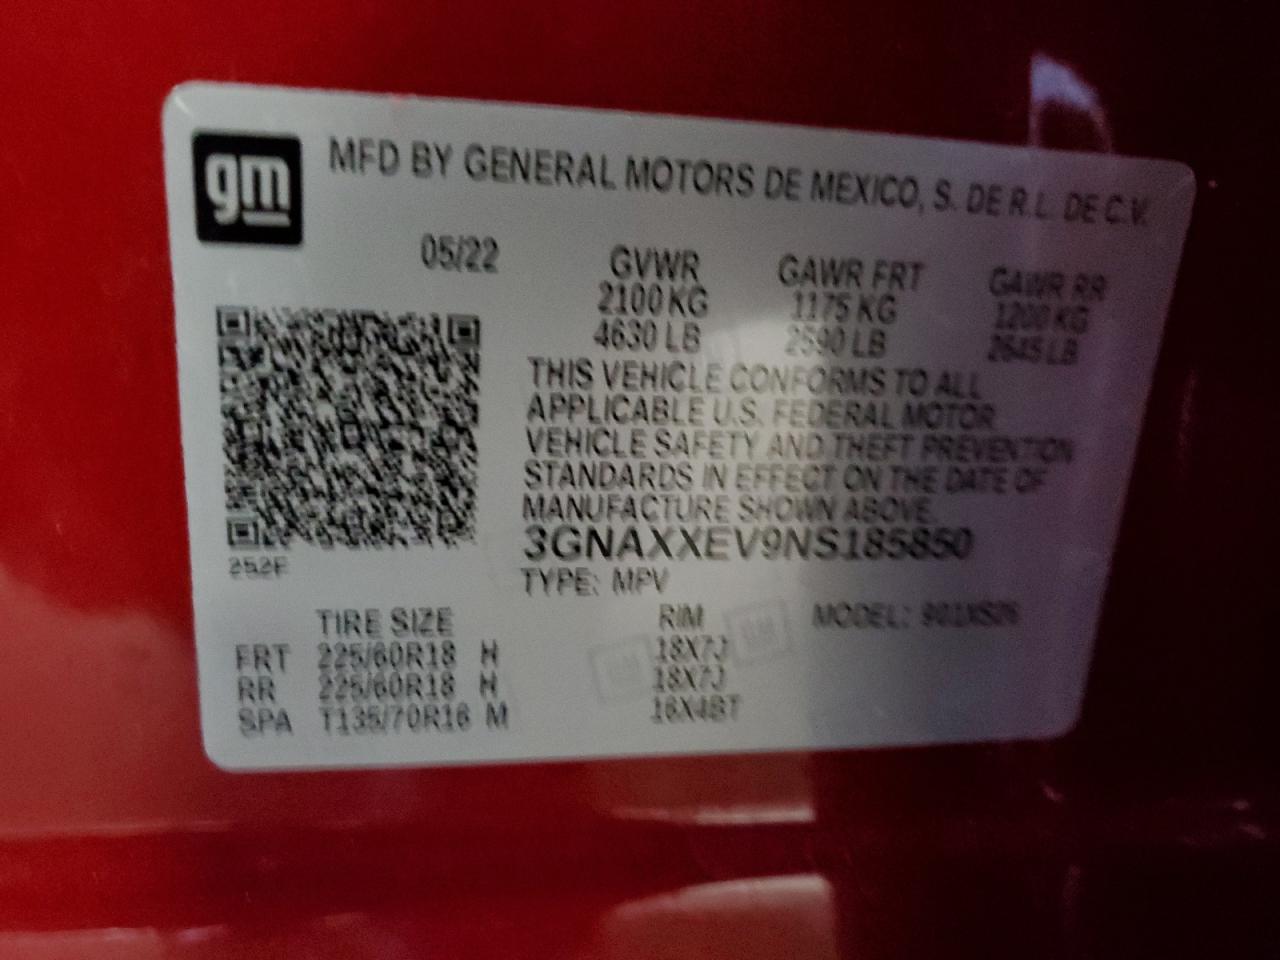 gm
MFD BY GENERAL MOTORS DE MEXICO, S. DE R.L. DE C.V.
05/22 GVWR GAWR FRT GAWR RR
2100 KG 1175 KG 1200 KG
4630 LB 2590 LB 2645 LB
THIS VEHICLE CONFORMS TO ALL
APPLICABLE U.S. FEDERAL MOTOR
VEHICLE SAFETY AND THEFT PREVENTION
STANDARDS IN EFFECT ON THE DATE OF
MANUFACTURE SHOWN ABOVE.
3GNAXXEV9NS185850
252F
TYPE: MPV
TIRE SIZE RIM MODEL:
FRT 225/60R18 H 18X7J
RR 225/60R18 H 18X7J
SPA T135/70R16 M 16X4BT